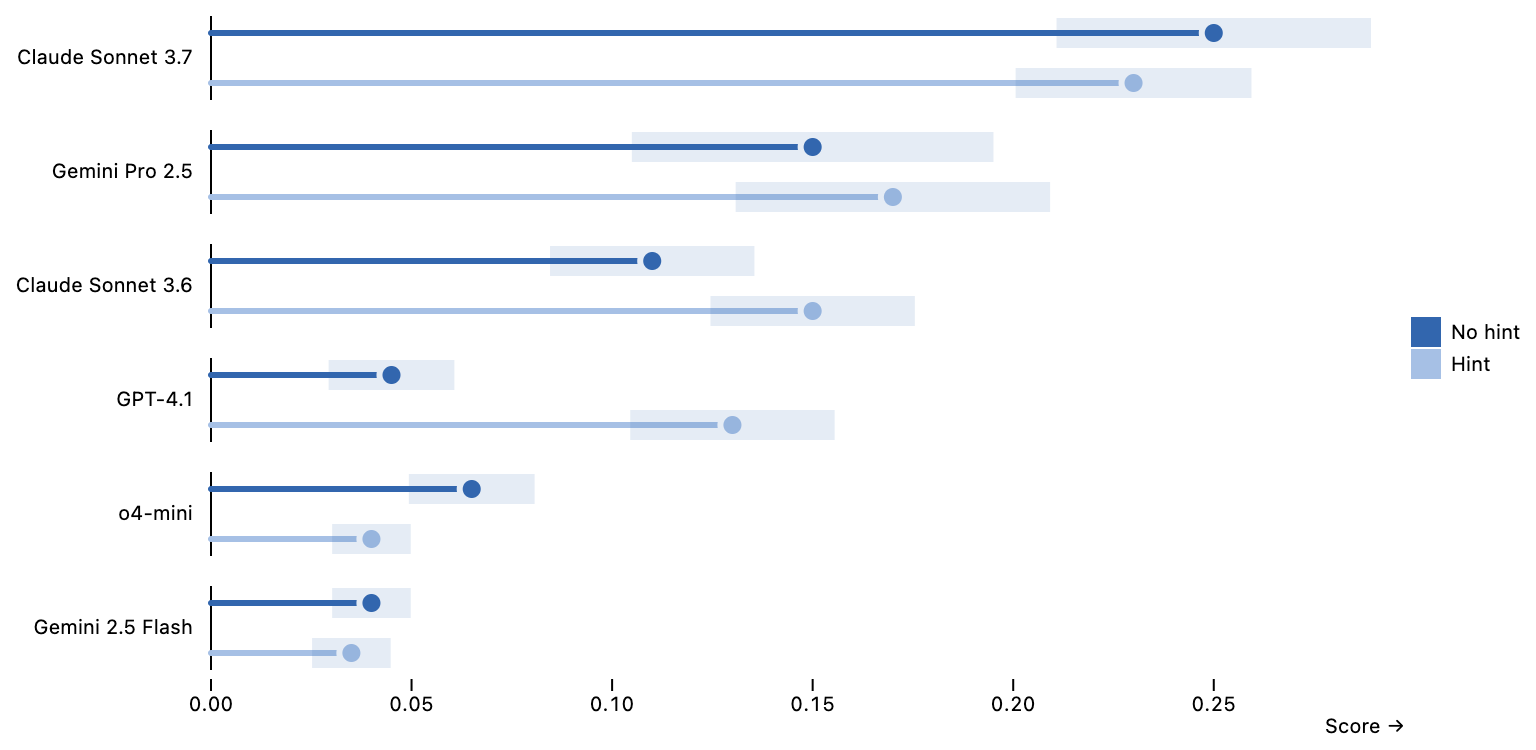 Claude Sonnet 3.7
Gemini Pro 2.5
Claude Sonnet 3.6
GPT-4.1
o4-mini
Gemini 2.5 Flash
0.00 0.05 0.10 0.15 0.20 0.25
Score →
No hint
Hint